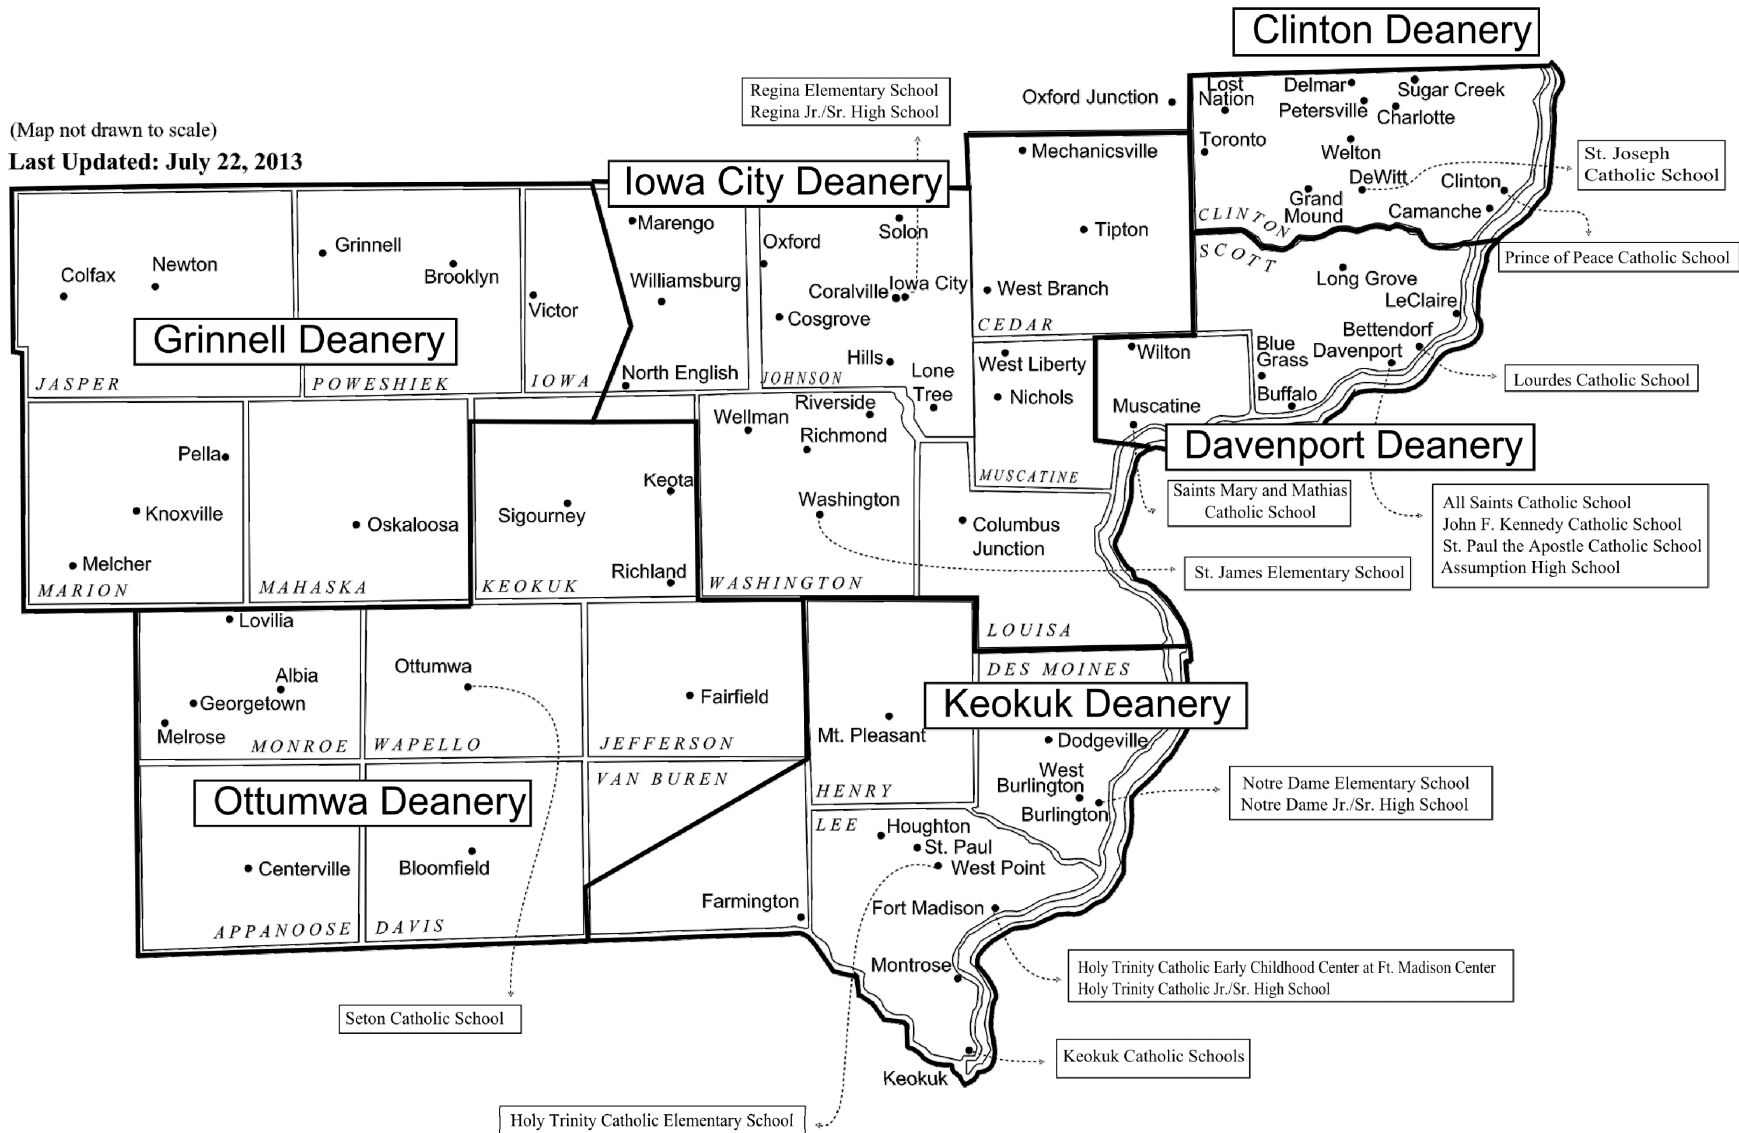 Clinton Deanery
(Map not drawn to scale)
Last Updated: July 22, 2013
Regina Elementary School
Regina Jr./Sr. High School
Oxford Junction
Lost
Nation
Delmar
Sugar Creek
Petersville
Charlotte
Toronto
Welton
DeWitt
Clinton
Grand
Mound
Camanche
CLINTON
St. Joseph
Catholic School
Prince of Peace Catholic School
Iowa City Deanery
Mechanicsville
Tipton
West Branch
CEDAR
SCOTT
Long Grove
LeClaire
Bettendorf
Blue
Grass
Davenport
Buffalo
Lourdes Catholic School
Marengo
Oxford
Solon
Williamsburg
Coralville
Iowa City
Cosgrove
Hills
Lone
Tree
North English
JOHNSON
Colfax
Newton
Grinnell
Brooklyn
Victor
Grinnell Deanery
JASPER
POWESHIEK
IOWA
West Liberty
Nichols
Wilton
Muscatine
MUSCATINE
Davenport Deanery
Saints Mary and Mathias
Catholic School
All Saints Catholic School
John F. Kennedy Catholic School
St. Paul the Apostle Catholic School
Assumption High School
Pella
Knoxville
Melcher
MARION
Oskaloosa
MAHASKA
Keota
Sigourney
Richland
KEOKUK
Wellman
Riverside
Richmond
Washington
WASHINGTON
St. James Elementary School
Columbus
Junction
LOUISA
DES MOINES
Lovilia
Albia
Georgetown
Melrose
MONROE
Ottumwa
WAPELLO
Fairfield
JEFFERSON
Mt. Pleasant
HENRY
Keokuk Deanery
Dodgeville
West
Burlington
Burlington
Notre Dame Elementary School
Notre Dame Jr./Sr. High School
Ottumwa Deanery
VAN BUREN
Centerville
APPANOOSE
Bloomfield
DAVIS
Farmington
LEE
Houghton
St. Paul
West Point
Fort Madison
Montrose
Keokuk
Holy Trinity Catholic Early Childhood Center at Ft. Madison Center
Holy Trinity Catholic Jr./Sr. High School
Seton Catholic School
Keokuk Catholic Schools
Holy Trinity Catholic Elementary School